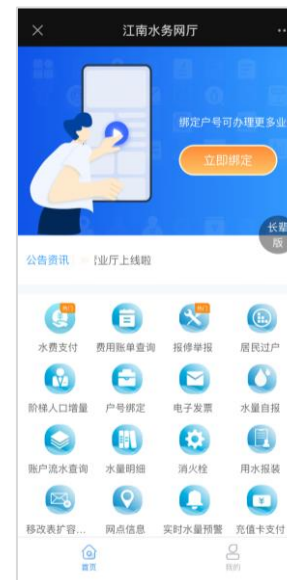 江南水务网厅
绑定户号可办理更多业
立即绑定
长辈
版
公告资讯 业厅上线啦
热门 热门
水费支付 费用账单查询 报修举报 居民过户
阶梯人口增量 户号绑定 电子发票 水量自报
账户流水查询 水量明细 消火栓 用水报装
移改表扩容... 网点信息 实时水量预警 充值卡支付
首页 我的